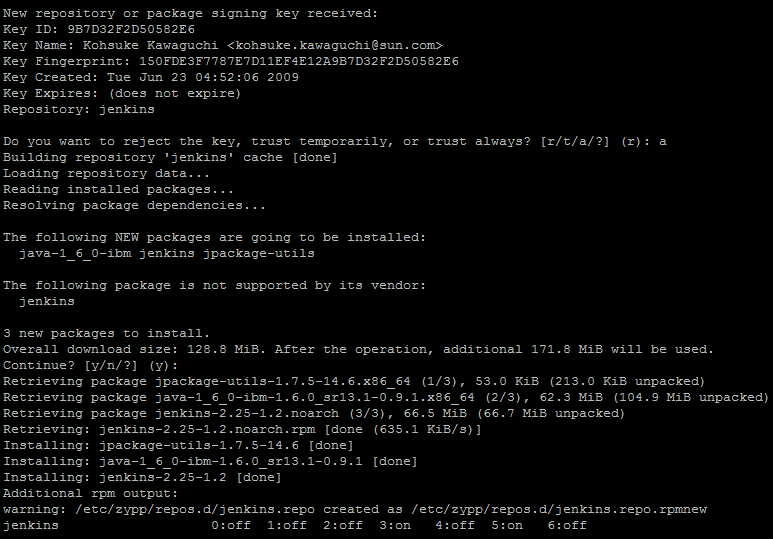 New repository or package signing key received:
Key ID: 9B7D32F2D50582E6
Key Name: Kohsuke Kawaguchi <kohsuke.kawaguchi@sun.com>
Key Fingerprint: 150FDE3F7787E7D11EF4E12A9B7D32F2D50582E6
Key Created: Tue Jun 23 04:52:06 2009
Key Expires: (does not expire)
Repository: jenkins
Do you want to reject the key, trust temporarily, or trust always? [r/t/a/?] (r): a
Building repository 'jenkins' cache [done]
Loading repository data...
Reading installed packages...
Resolving package dependencies...
The following NEW packages are going to be installed:
java-1_6_0-ibm jenkins jpackage-utils
The following package is not supported by its vendor:
jenkins
3 new packages to install.
Overall download size: 128.8 MiB. After the operation, additional 171.8 MiB will be used.
Continue? [y/n/?] (y):
Retrieving package jpackage-utils-1.7.5-14.6.x86_64 (1/3), 53.0 KiB (213.0 KiB unpacked)
Retrieving package java-1_6_0-ibm-1.6.0_sr13.1-0.9.1.x86_64 (2/3), 62.3 MiB (104.9 MiB unpacked)
Retrieving package jenkins-2.25-1.2.noarch (3/3), 66.5 MiB (66.7 MiB unpacked)
Retrieving: jenkins-2.25-1.2.noarch.rpm [done (635.1 KiB/s)]
Installing: jpackage-utils-1.7.5-14.6 [done]
Installing: java-1_6_0-ibm-1.6.0_sr13.1-0.9.1 [done]
Installing: jenkins-2.25-1.2 [done]
Additional rpm output:
warning: /etc/zypp/repos.d/jenkins.repo created as /etc/zypp/repos.d/jenkins.repo.rpmnew
jenkins 0:off 1:off 2:off 3:on 4:off 5:on 6:off